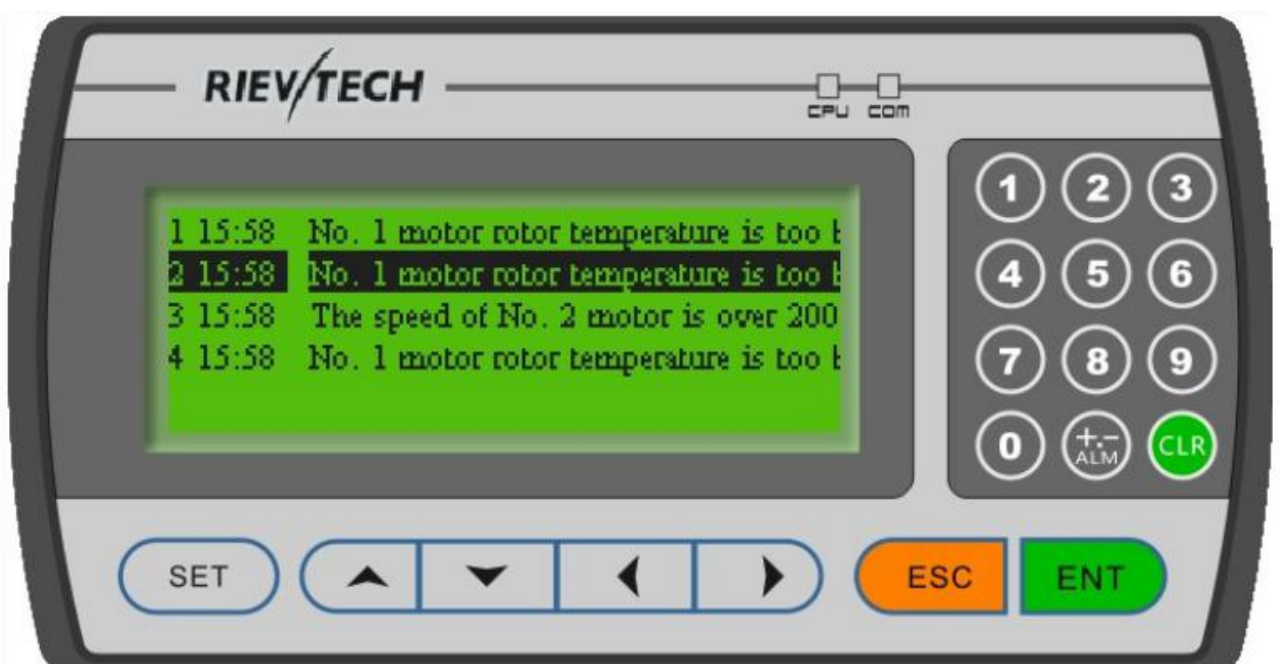 RIEVTECH
CPU COM
1 15:58 No. 1 motor rotor temperature is too
2 15:58 No. 1 motor rotor temperature is too
3 15:58 The speed of No. 2 motor is over 200
4 15:58 No. 1 motor rotor temperature is too
1 2 3
4 5 6
7 8 9
0 +.- ALM CLR
SET ESC ENT